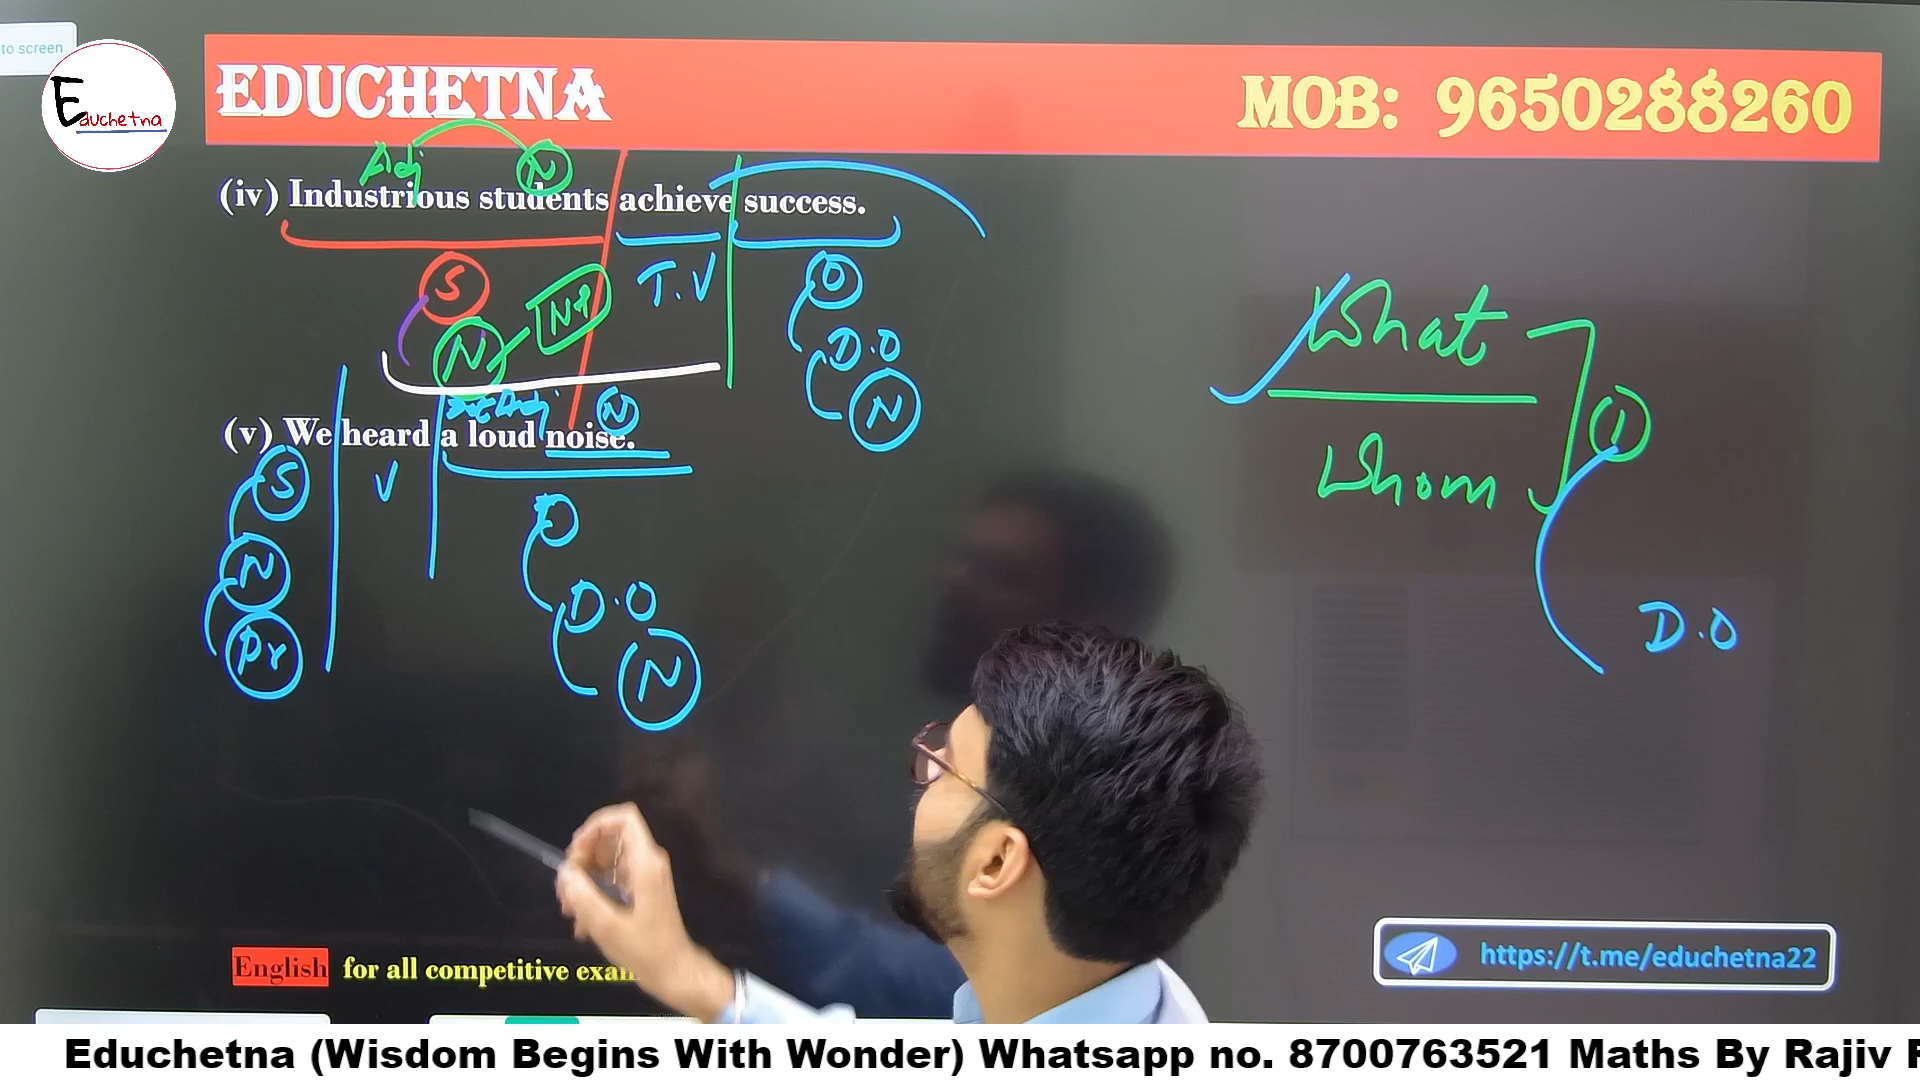 to screen
Educhetna
EDUCHETNA
MOB: 9650288260
Adj N
(iv) Industrious students achieve success.
S T.V O
N NP D.O
N
Adj N
(v) We heard a loud noise.
S V O
N D.O
Pr N
What
Whom
1
D.O
English for all competitive exam
https://t.me/educhetna22
Educhetna (Wisdom Begins With Wonder) Whatsapp no. 8700763521 Maths By Rajiv